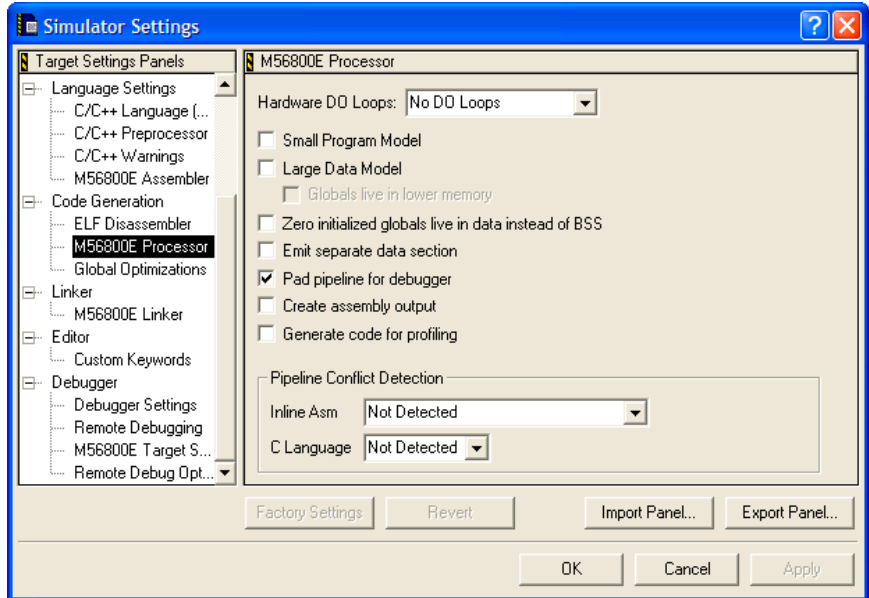 Simulator Settings
Target Settings Panels
Language Settings
C/C++ Language (...
C/C++ Preprocessor
C/C++ Warnings
M56800E Assembler
Code Generation
ELF Disassembler
M56800E Processor
Global Optimizations
Linker
M56800E Linker
Editor
Custom Keywords
Debugger
Debugger Settings
Remote Debugging
M56800E Target S...
Remote Debug Opt...
M56800E Processor
Hardware DO Loops: No DO Loops
Small Program Model
Large Data Model
Globals live in lower memory
Zero initialized globals live in data instead of BSS
Emit separate data section
Pad pipeline for debugger
Create assembly output
Generate code for profiling
Pipeline Conflict Detection
Inline Asm Not Detected
C Language Not Detected
Factory Settings Revert Import Panel... Export Panel...
OK Cancel Apply